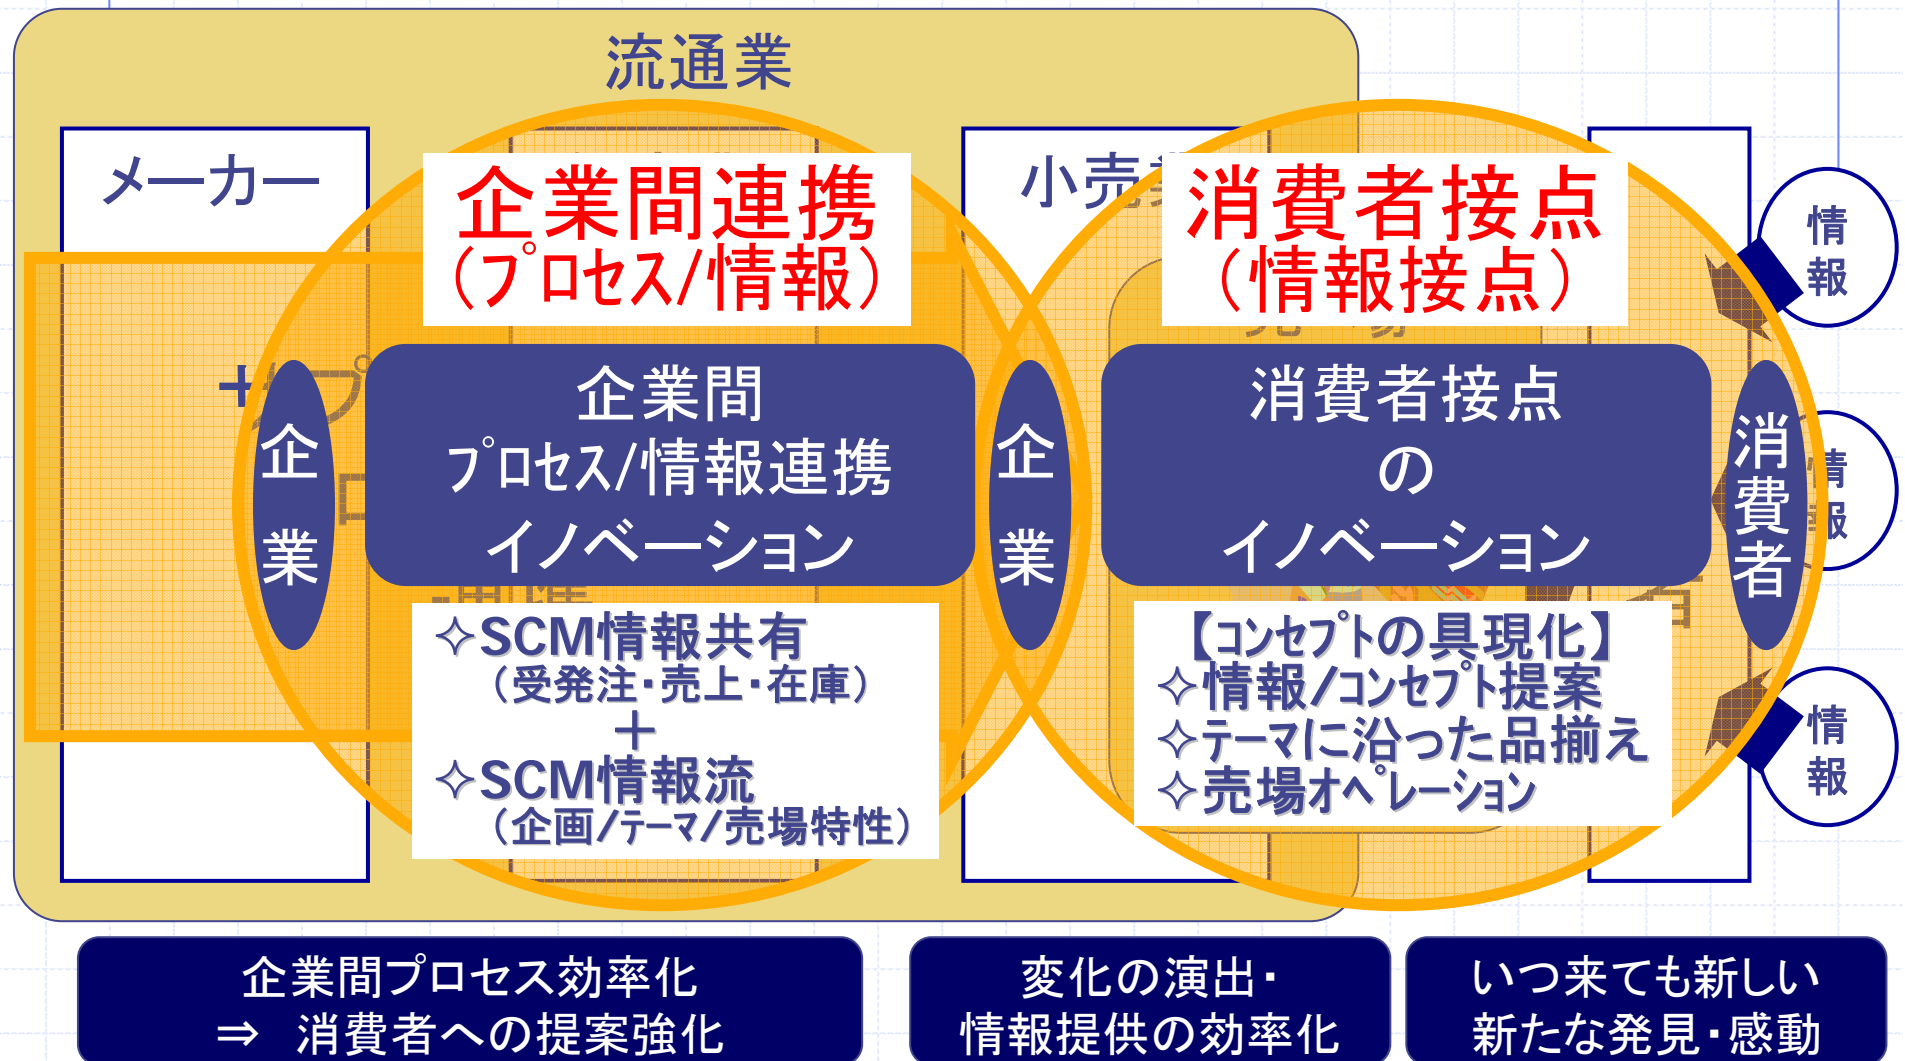 流通業
メーカー
小売
企業間連携
（プロセス/情報）
消費者接点
（情報接点）
情報
企業
企業間
プロセス/情報連携
イノベーション
企業
消費者接点
の
イノベーション
消費者
情報
✧SCM情報共有
（受発注・売上・在庫）
＋
✧SCM情報流
（企画/テーマ/売場特性）
【コンセプトの具現化】
✧情報/コンセプト提案
✧テーマに沿った品揃え
✧売場オペレーション
情報
企業間プロセス効率化
⇒ 消費者への提案強化
変化の演出・
情報提供の効率化
いつ来ても新しい
新たな発見・感動